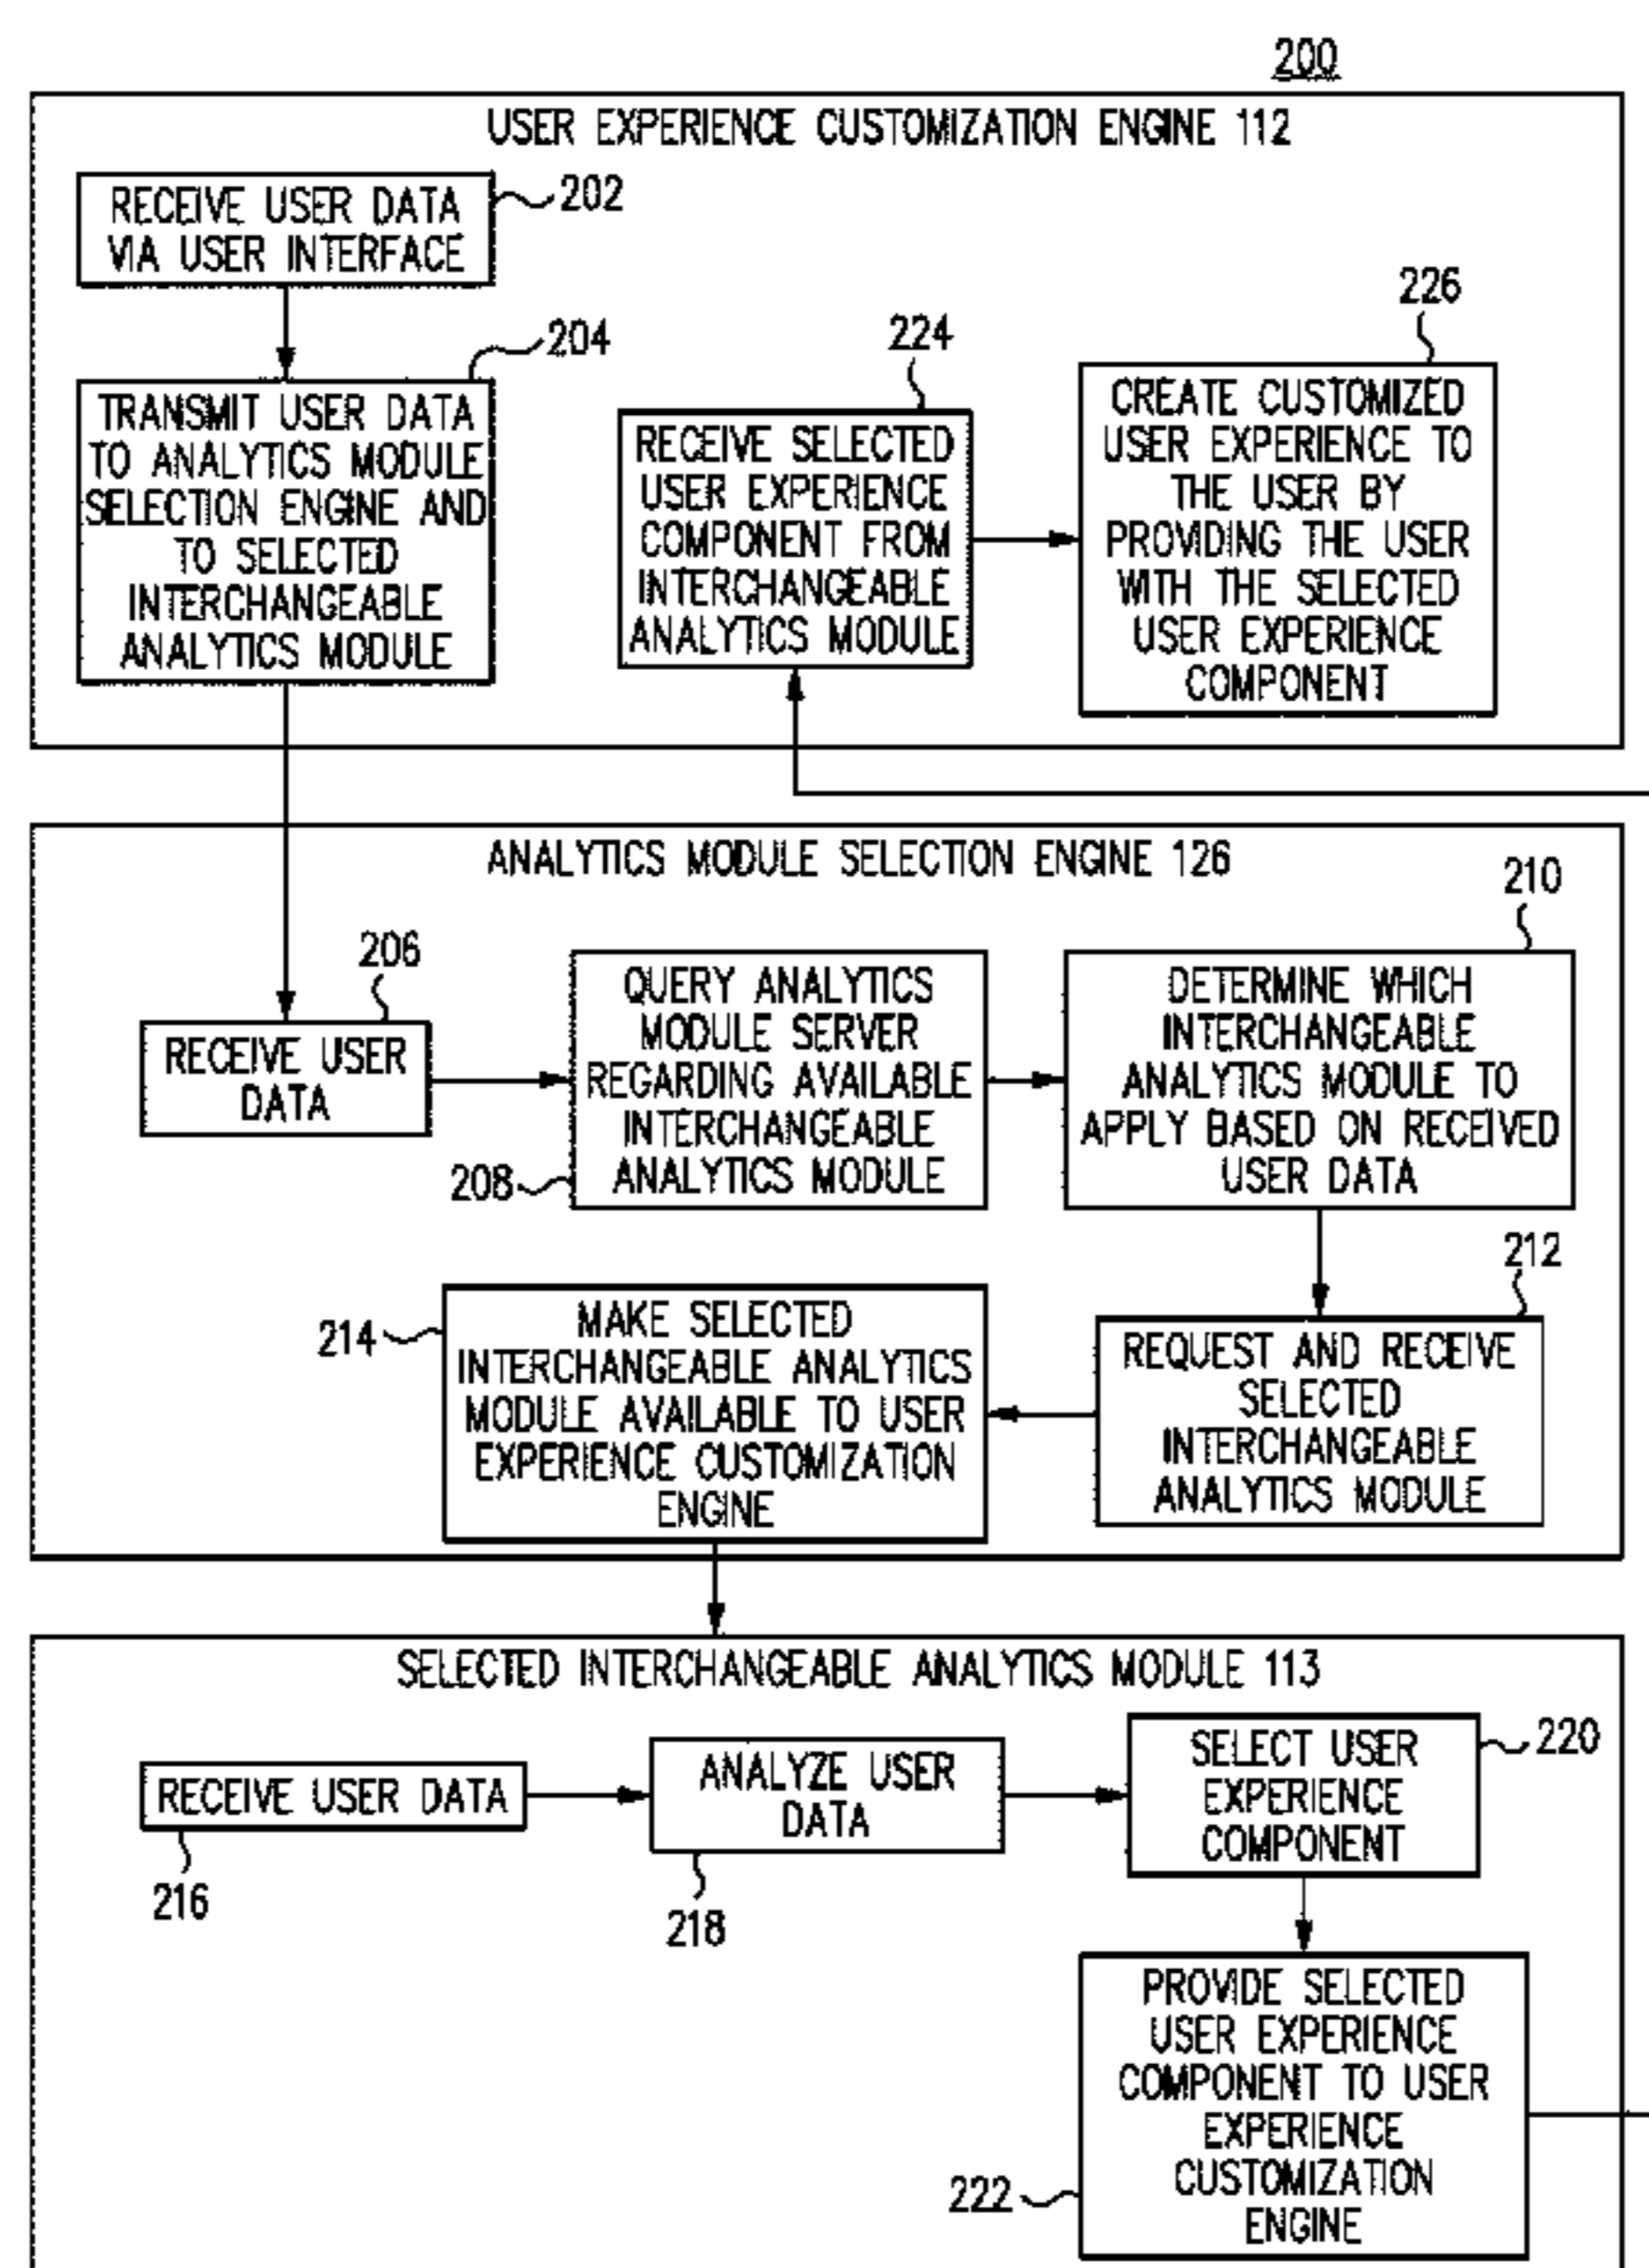 200
USER EXPERIENCE CUSTOMIZATION ENGINE 112
RECEIVE USER DATA
VIA USER INTERFACE
202
TRANSMIT USER DATA
TO ANALYTICS MODULE
SELECTION ENGINE AND
TO SELECTED
INTERCHANGEABLE
ANALYTICS MODULE
204
RECEIVE SELECTED
USER EXPERIENCE
COMPONENT FROM
INTERCHANGEABLE
ANALYTICS MODULE
224
CREATE CUSTOMIZED
USER EXPERIENCE TO
THE USER BY
PROVIDING THE USER
WITH THE SELECTED
USER EXPERIENCE
COMPONENT
226
ANALYTICS MODULE SELECTION ENGINE 126
206
RECEIVE USER
DATA
QUERY ANALYTICS
MODULE SERVER
REGARDING AVAILABLE
INTERCHANGEABLE
ANALYTICS MODULE
208
210
DETERMINE WHICH
INTERCHANGEABLE
ANALYTICS MODULE TO
APPLY BASED ON RECEIVED
USER DATA
212
REQUEST AND RECEIVE
SELECTED
INTERCHANGEABLE
ANALYTICS MODULE
214
MAKE SELECTED
INTERCHANGEABLE ANALYTICS
MODULE AVAILABLE TO USER
EXPERIENCE CUSTOMIZATION
ENGINE
SELECTED INTERCHANGEABLE ANALYTICS MODULE 113
RECEIVE USER DATA
216
ANALYZE USER
DATA
218
SELECT USER
EXPERIENCE
COMPONENT
220
PROVIDE SELECTED
USER EXPERIENCE
COMPONENT TO USER
EXPERIENCE
CUSTOMIZATION
ENGINE
222